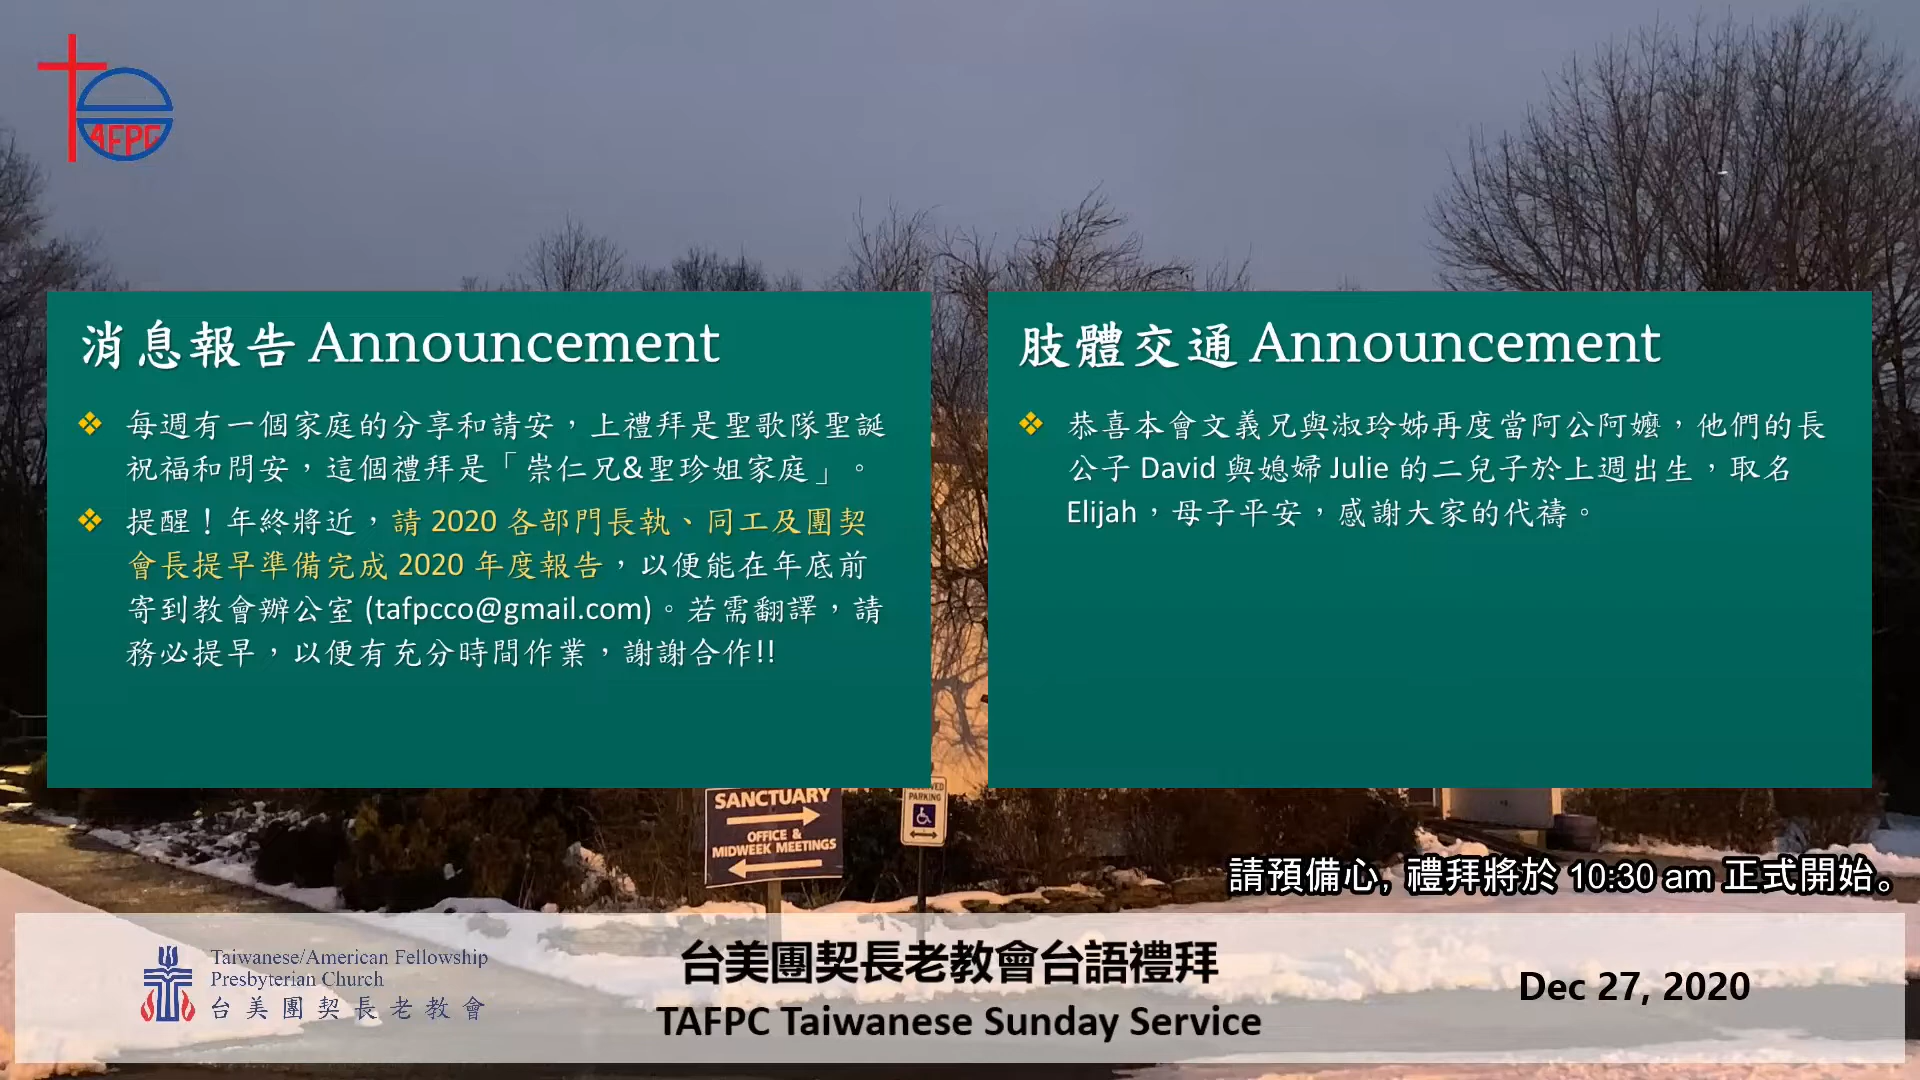 AFPC
消息報告 Announcement
每週有一個家庭的分享和請安，上禮拜是聖歌隊聖誕
祝福和問安，這個禮拜是「崇仁兄&聖珍姐家庭」。
提醒！年終將近，請 2020 各部門長執、同工及團契
會長提早準備完成 2020 年度報告，以便能在年底前
寄到教會辦公室 (tafpcco@gmail.com)。若需翻譯，請
務必提早，以便有充分時間作業，謝謝合作!!
肢體交通 Announcement
恭喜本會文義兄與淑玲姊再度當阿公阿嬤，他們的長
公子 David 與媳婦 Julie 的二兒子於上週出生，取名
Elijah，母子平安，感謝大家的代禱。
SANCTUARY
OFFICE &
MIDWEEK MEETINGS
PARKING
請預備心, 禮拜將於 10:30 am 正式開始。
Taiwanese/American Fellowship
Presbyterian Church
台美團契長老教會
台美團契長老教會台語禮拜
TAFPC Taiwanese Sunday Service
Dec 27, 2020